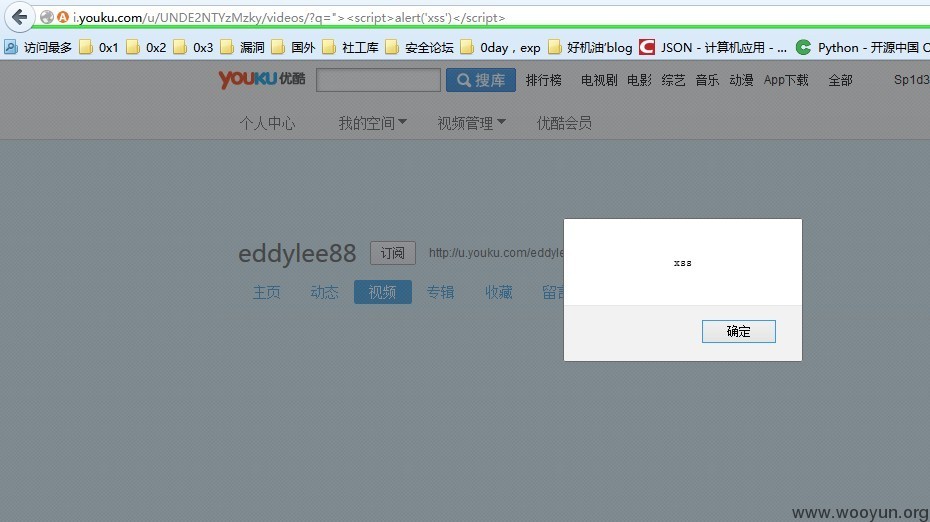 i.youku.com/u/UNDE2NTYzMzky/videos/?q="><script>alert('xss')</script>
访问最多 0x1 0x2 0x3 漏洞 国外 社工库 安全论坛 0day，exp 好机油'blog JSON - 计算机应用 - ... Python - 开源中国 C
YOUKU 优酷 搜库 排行榜 电视剧 电影 综艺 音乐 动漫 App下载 全部 Sp1d3
个人中心 我的空间 视频管理 优酷会员
eddylee88 订阅 http://u.youku.com/eddyle
xss
主页 动态 视频 专辑 收藏 留言
确定
www.wooyun.org